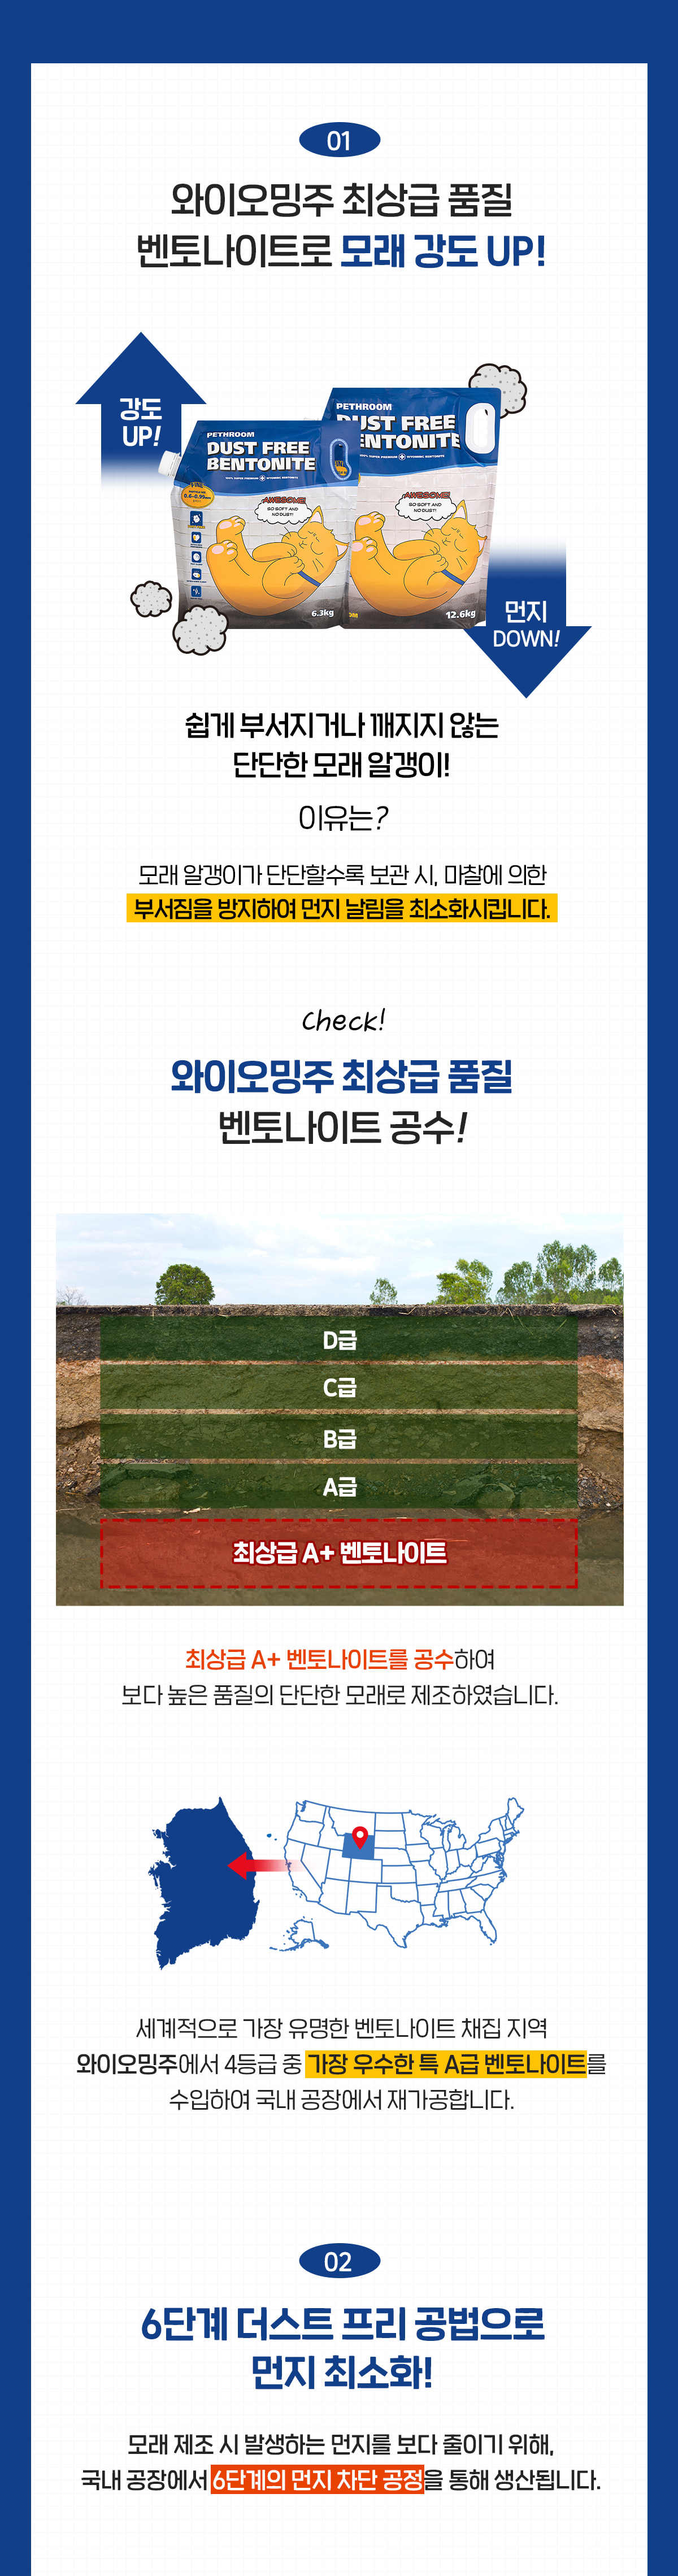 01
와이오밍주 최상급 품질
벤토나이트로 모래 강도 UP!
강도
UP!
PETHROOM
DUST FREE
BENTONITE
AWESOME
SO SOFT AND
NO DUST!
6.3kg
PETHROOM
DUST FREE
BENTONITE
AWESOME
SO SOFT AND
NO DUST!
12.6kg
먼지
DOWN!
쉽게 부서지거나 깨지지 않는
단단한 모래 알갱이!
이유는?
모래 알갱이가 단단할수록 보관 시, 마찰에 의한
부서짐을 방지하여 먼지 날림을 최소화시킵니다.
Check!
와이오밍주 최상급 품질
벤토나이트 공수!
D급
C급
B급
A급
최상급 A+ 벤토나이트
최상급 A+ 벤토나이트를 공수하여
보다 높은 품질의 단단한 모래로 제조하였습니다.
세계적으로 가장 유명한 벤토나이트 채집 지역
와이오밍주에서 4등급 중 가장 우수한 특 A급 벤토나이트를
수입하여 국내 공장에서 재가공합니다.
02
6단계 더스트 프리 공법으로
먼지 최소화!
모래 제조 시 발생하는 먼지를 보다 줄이기 위해,
국내 공장에서 6단계의 먼지 차단 공정을 통해 생산됩니다.